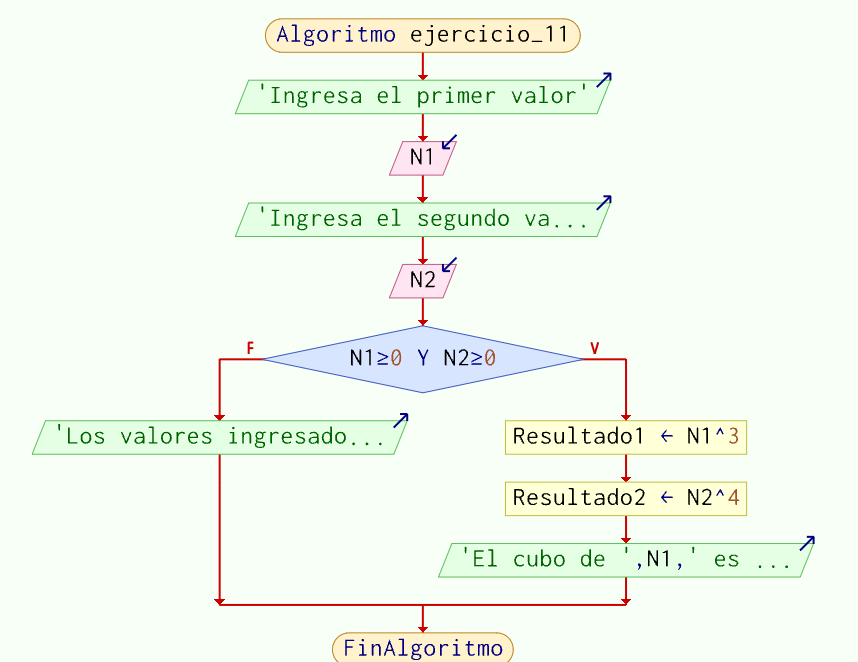 Algoritmo ejercicio_11
'Ingresa el primer valor'
N1
'Ingresa el segundo va...
N2
F
V
N1≥0 Y N2≥0
'Los valores ingresado...
Resultado1 ← N1^3
Resultado2 ← N2^4
'El cubo de ',N1,' es ...
FinAlgoritmo